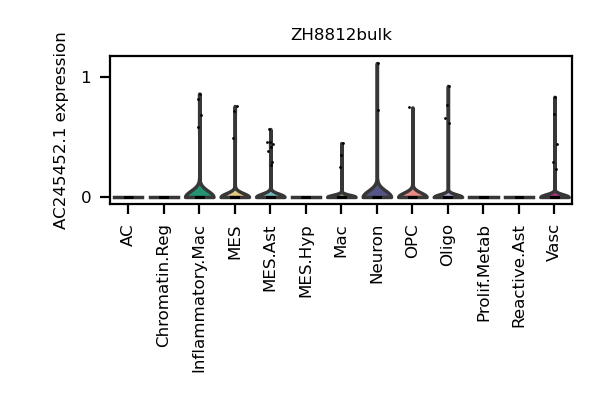 ZH8812bulk
AC245452.1 expression
1
0
AC
Chromatin.Reg
Inflammatory.Mac
MES
MES.Ast
MES.Hyp
Mac
Neuron
OPC
Oligo
Prolif.Metab
Reactive.Ast
Vasc